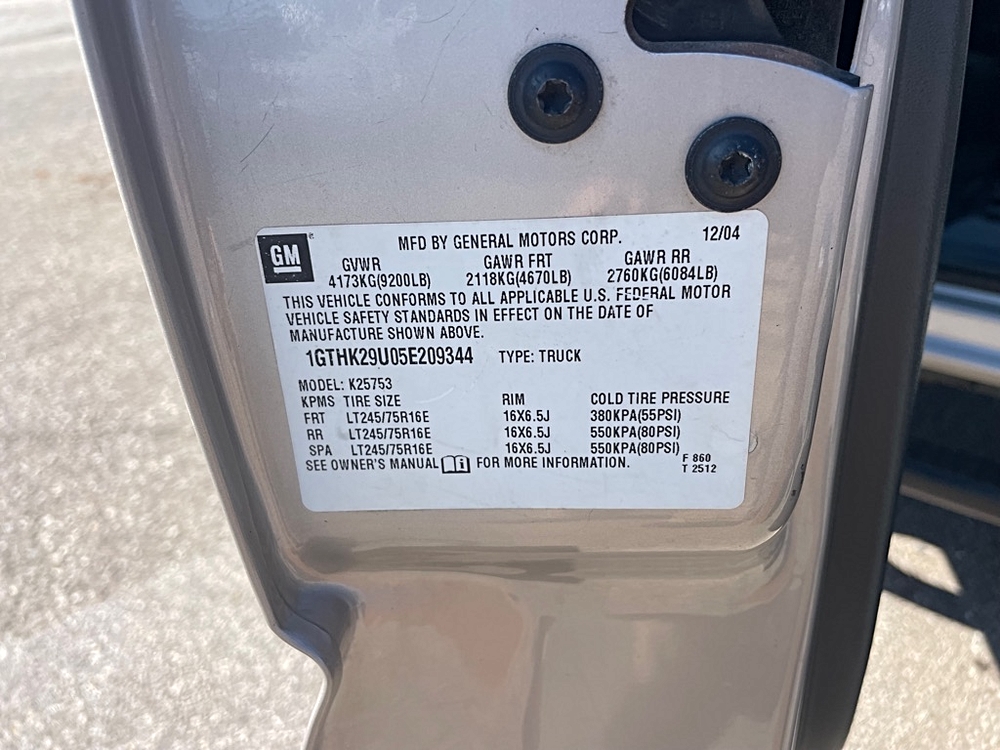 GM
MFD BY GENERAL MOTORS CORP. 12/04
GVWR GAWR FRT GAWR RR
4173KG(9200LB) 2118KG(4670LB) 2760KG(6084LB)
THIS VEHICLE CONFORMS TO ALL APPLICABLE U.S. FEDERAL MOTOR
VEHICLE SAFETY STANDARDS IN EFFECT ON THE DATE OF
MANUFACTURE SHOWN ABOVE.
1GTHK29U05E209344 TYPE: TRUCK
MODEL: K25753
KPMS TIRE SIZE RIM COLD TIRE PRESSURE
FRT LT245/75R16E 16X6.5J 380KPA(55PSI)
RR LT245/75R16E 16X6.5J 550KPA(80PSI)
SPA LT245/75R16E 16X6.5J 550KPA(80PSI)
SEE OWNER'S MANUAL FOR MORE INFORMATION.
F 860
T 2512